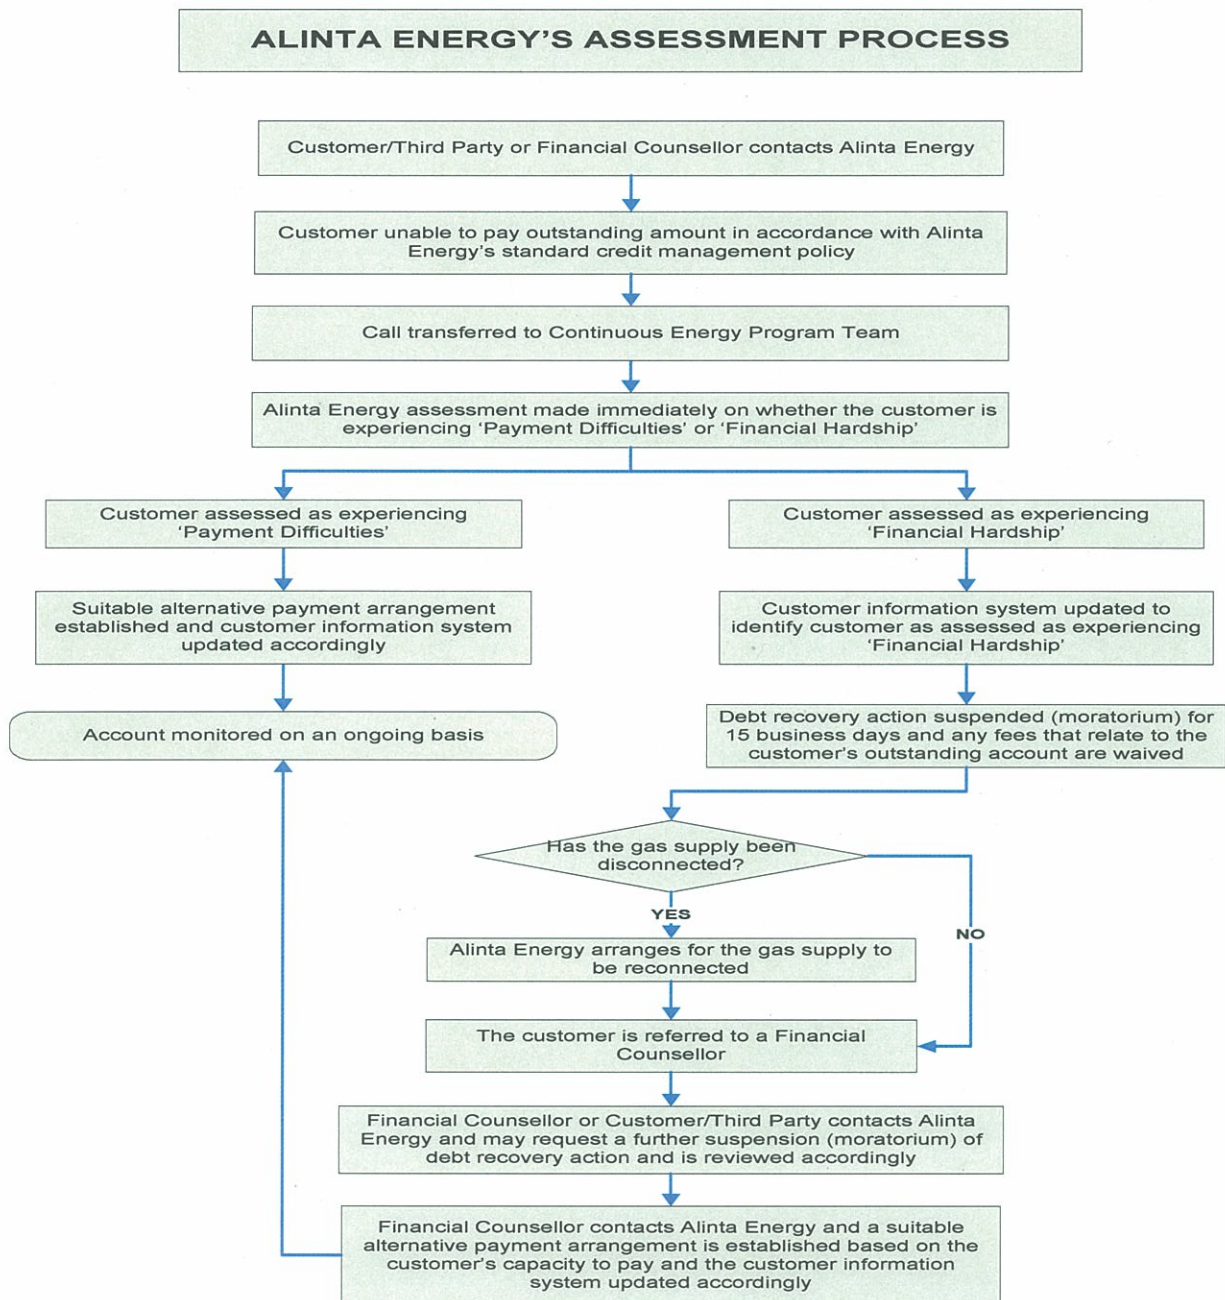 ALINTA ENERGY'S ASSESSMENT PROCESS
Customer/Third Party or Financial Counsellor contacts Alinta Energy
Customer unable to pay outstanding amount in accordance with Alinta
Energy's standard credit management policy
Call transferred to Continuous Energy Program Team
Alinta Energy assessment made immediately on whether the customer is
experiencing 'Payment Difficulties' or 'Financial Hardship'
Customer assessed as experiencing
'Payment Difficulties'
Customer assessed as experiencing
'Financial Hardship'
Suitable alternative payment arrangement
established and customer information system
updated accordingly
Customer information system updated to
identify customer as assessed as experiencing
'Financial Hardship'
Account monitored on an ongoing basis
Debt recovery action suspended (moratorium) for
15 business days and any fees that relate to the
customer's outstanding account are waived
Has the gas supply been
disconnected?
YES
NO
Alinta Energy arranges for the gas supply to
be reconnected
The customer is referred to a Financial
Counsellor
Financial Counsellor or Customer/Third Party contacts Alinta
Energy and may request a further suspension (moratorium) of
debt recovery action and is reviewed accordingly
Financial Counsellor contacts Alinta Energy and a suitable
alternative payment arrangement is established based on the
customer's capacity to pay and the customer information
system updated accordingly